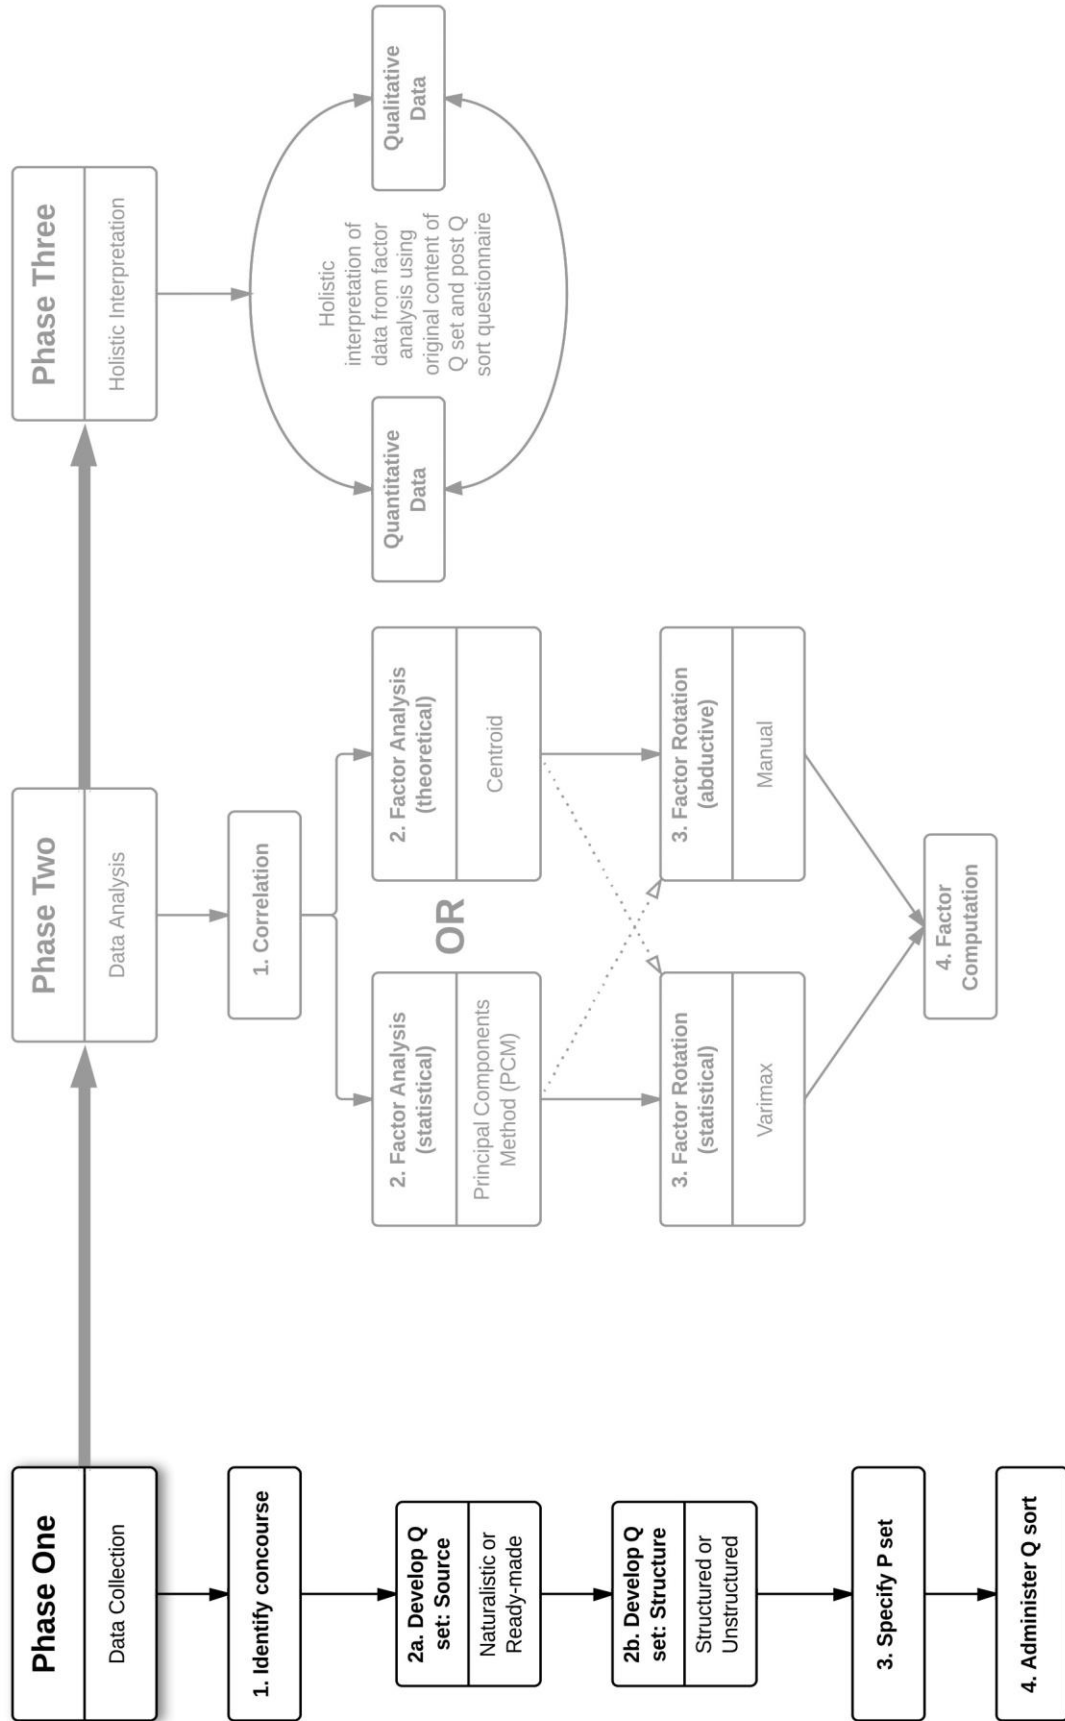 Phase One
Data Collection
1. Identify concourse
2a. Develop Q
set: Source
Naturalistic or
Ready-made
2b. Develop Q
set: Structure
Structured or
Unstructured
3. Specify P set
4. Administer Q sort
Phase Two
Data Analysis
1. Correlation
2. Factor Analysis
(statistical)
Principal Components
Method (PCM)
OR
2. Factor Analysis
(theoretical)
Centroid
3. Factor Rotation
(statistical)
Varimax
3. Factor Rotation
(abductive)
Manual
4. Factor
Computation
Phase Three
Holistic Interpretation
Quantitative
Data
Holistic
interpretation of
data from factor
analysis using
original content of
Q set and post Q
sort questionnaire
Qualitative
Data